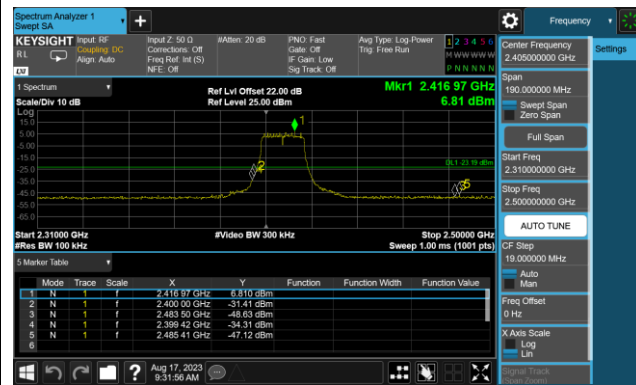 Spectrum Analyzer 1
Swept SA
Frequency
KEYSIGHT
RL
Input: RF
Coupling: DC
Align: Auto
Input Z: 50 Ω
Corrections: Off
Freq Ref: Int (S)
NFE: Off
#Atten: 20 dB
PNO: Fast
Gate: Off
IF Gain: Low
Sig Track: Off
Avg Type: Log-Power
Trig: Free Run
1 2 3 4 5 6
M W W W W W
P N N N N N
LXI
1 Spectrum
Scale/Div 10 dB
Ref Lvl Offset 22.00 dB
Ref Level 25.00 dBm
Mkr1 2.416 97 GHz
6.81 dBm
Log
15.0
5.00
-5.00
-15.0
-25.0
-35.0
-45.0
-55.0
-65.0
1
2
5
DL1 -23.19 dBm
Start 2.31000 GHz
#Res BW 100 kHz
#Video BW 300 kHz
Stop 2.50000 GHz
Sweep 1.00 ms (1001 pts)
5 Marker Table
Mode Trace Scale X Y Function Function Width Function Value
1 N 1 f 2.416 97 GHz 6.810 dBm
2 N 1 f 2.400 00 GHz -31.41 dBm
3 N 1 f 2.483 50 GHz -48.63 dBm
4 N 1 f 2.399 42 GHz -34.31 dBm
5 N 1 f 2.485 41 GHz -47.12 dBm
6
Aug 17, 2023
9:31:56 AM
Center Frequency
2.405000000 GHz
Settings
Span
190.000000 MHz
Swept Span
Zero Span
Full Span
Start Freq
2.310000000 GHz
Stop Freq
2.500000000 GHz
AUTO TUNE
CF Step
19.000000 MHz
Auto
Man
Freq Offset
0 Hz
X Axis Scale
Log
Lin
Signal Track
(Span Zoom)